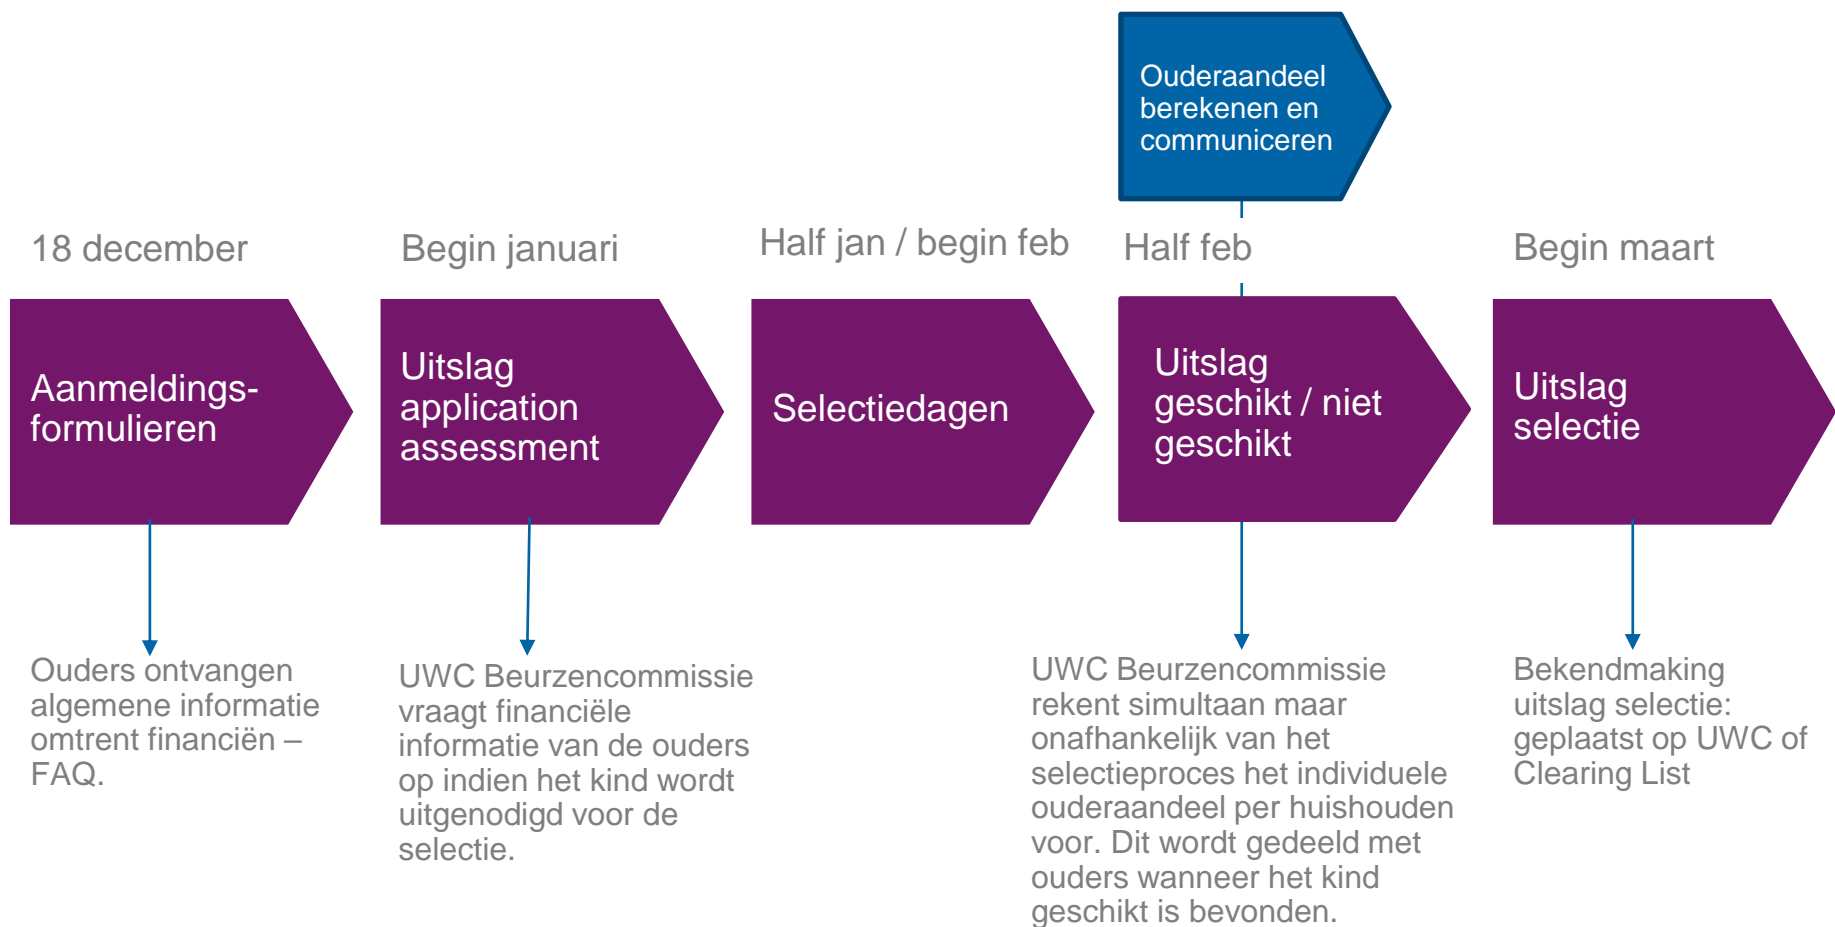 Ouderaandeel
berekenen en
communiceren
18 december
Begin januari
Half jan / begin feb
Half feb
Begin maart
Aanmeldings-
formulieren
Uitslag
application
assessment
Selectiedagen
Uitslag
geschikt / niet
geschikt
Uitslag
selectie
Ouders ontvangen
algemene informatie
omtrent financiën –
FAQ.
UWC Beurzencommissie
vraagt financiële
informatie van de ouders
op indien het kind wordt
uitgenodigd voor de
selectie.
UWC Beurzencommissie
rekent simultaan maar
onafhankelijk van het
selectieproces het individuele
ouderaandeel per huishouden
voor. Dit wordt gedeeld met
ouders wanneer het kind
geschikt is bevonden.
Bekendmaking
uitslag selectie:
geplaatst op UWC of
Clearing List